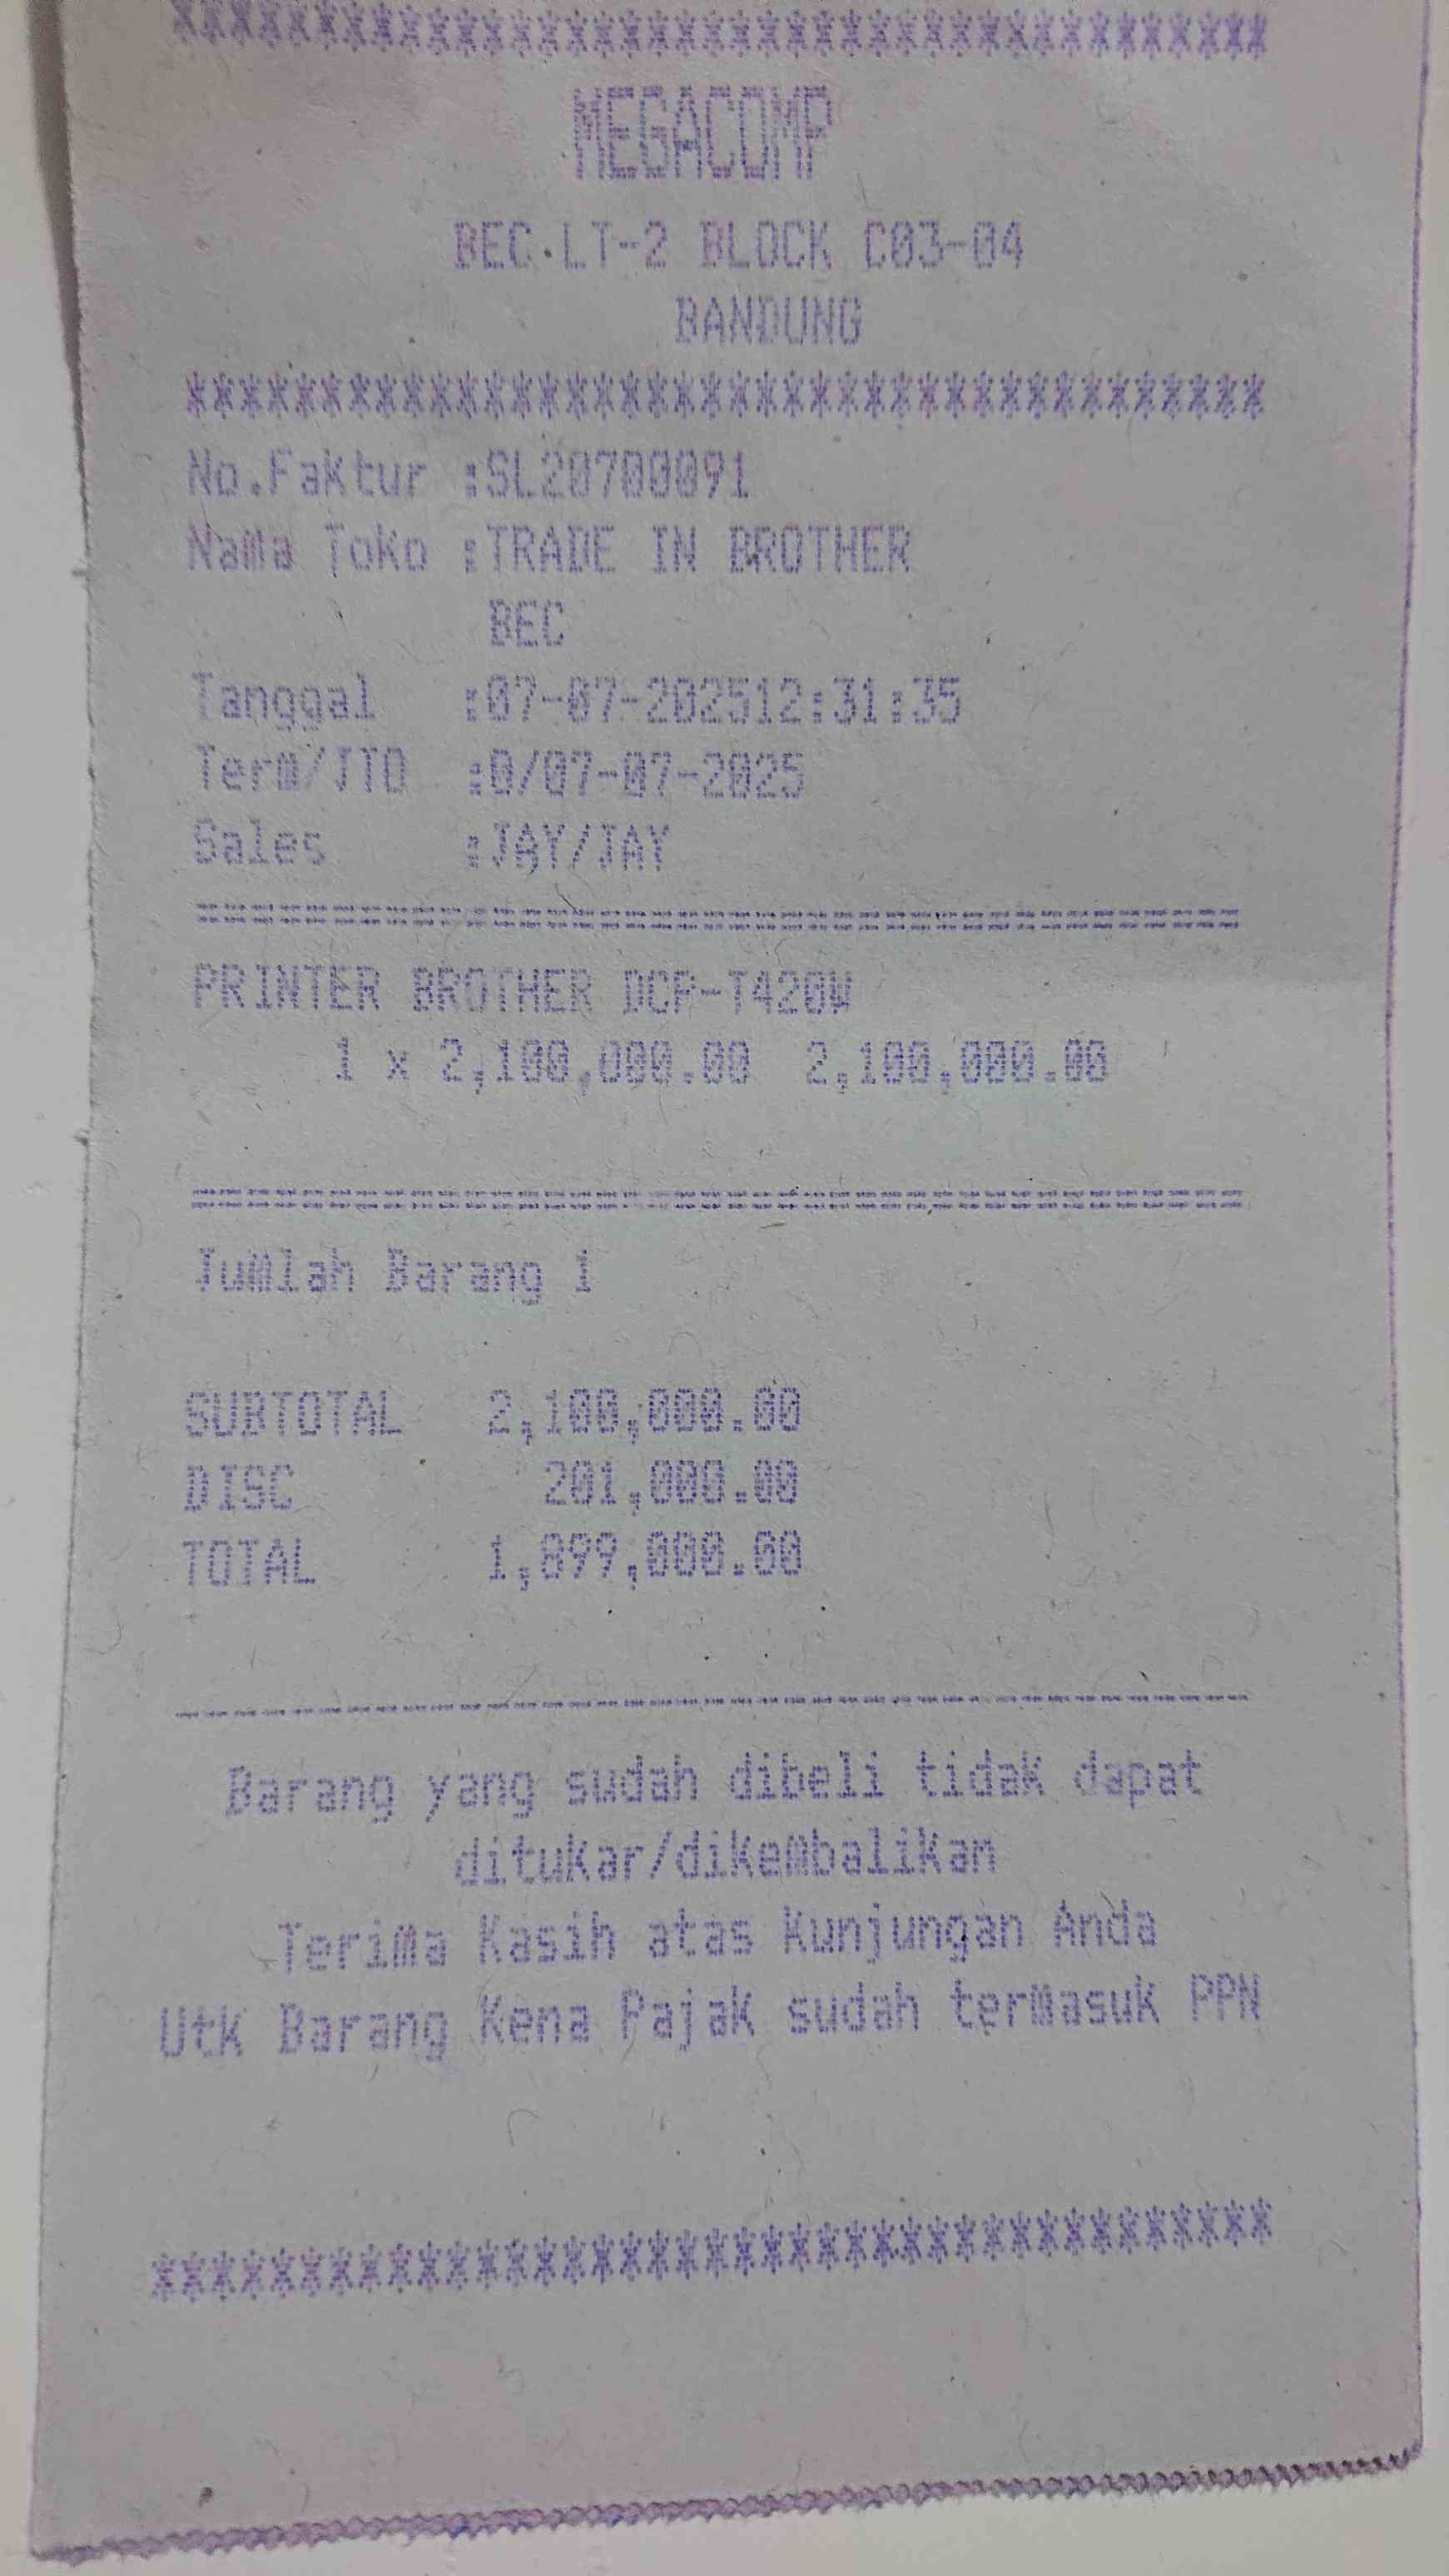 ****************************************
MEGACOMP
BEC.LT-2 BLOCK C03-04
BANDUNG
****************************************
No.Faktur :SL20700091
Nama Toko :TRADE IN BROTHER
BEC
Tanggal :07-07-202512:31:35
Term/JTO :0/07-07-2025
Sales :JAY/JAY
========================================
PRINTER BROTHER DCP-T420W
1 x 2,100,000.00 2,100,000.00
========================================
Jumlah Barang 1
SUBTOTAL 2,100,000.00
DISC 201,000.00
TOTAL 1,899,000.00
----------------------------------------
Barang yang sudah dibeli tidak dapat
ditukar/dikembalikan
Terima Kasih atas Kunjungan Anda
Utk Barang Kena Pajak sudah termasuk PPN
****************************************